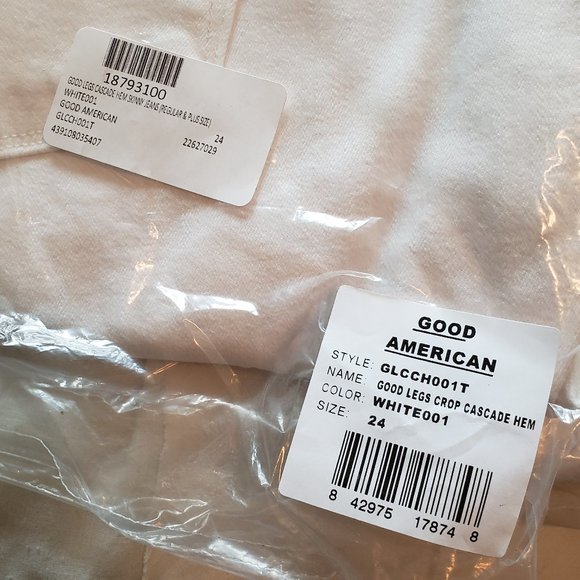 18793100
GOOD LEGS CASCADE HEM SKINNY JEANS (REGULAR & PLUS SIZE)
WHITE001
GOOD AMERICAN 24
GLCCH001T
439108035407 22627029
GOOD
AMERICAN
STYLE: GLCCH001T
NAME: GOOD LEGS CROP CASCADE HEM
COLOR: WHITE001
SIZE: 24
8 42975 17874 8